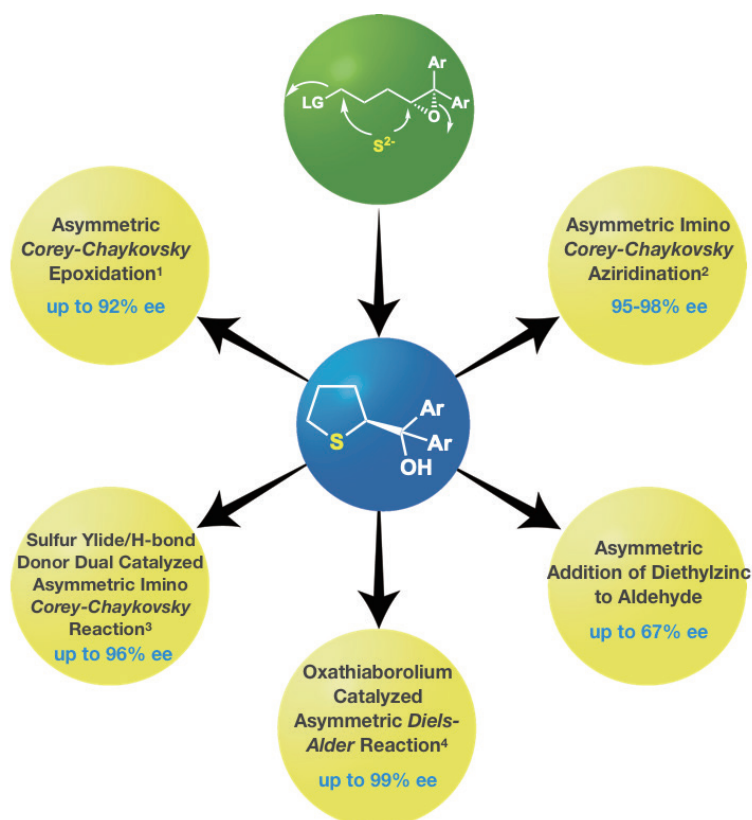 Ar
Ar
LG
O
S²⁻
Asymmetric
Corey-Chaykovsky
Epoxidation¹
up to 92% ee
Asymmetric Imino
Corey-Chaykovsky
Aziridination²
95-98% ee
Ar
Ar
S
OH
Sulfur Ylide/H-bond
Donor Dual Catalyzed
Asymmetric Imino
Corey-Chaykovsky
Reaction³
up to 96% ee
Asymmetric
Addition of Diethylzinc
to Aldehyde
up to 67% ee
Oxathiaborolium
Catalyzed
Asymmetric Diels-
Alder Reaction⁴
up to 99% ee